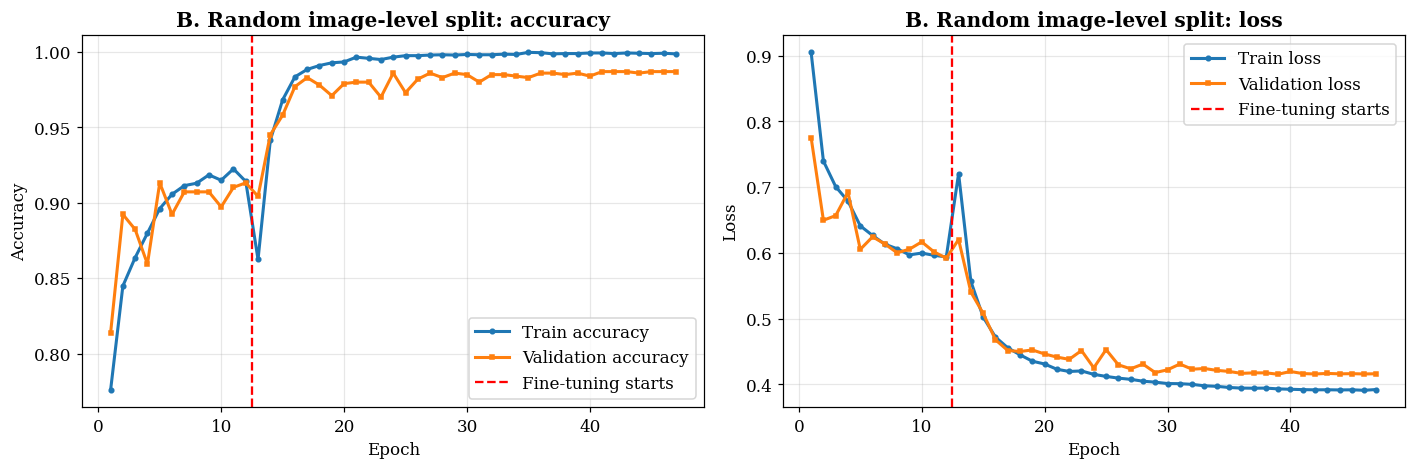 B. Random image-level split: accuracy
1.00
0.95
0.90
0.85
0.80
Accuracy
0
10
20
30
40
Epoch
Train accuracy
Validation accuracy
Fine-tuning starts
B. Random image-level split: loss
0.9
0.8
0.7
0.6
0.5
0.4
Loss
0
10
20
30
40
Epoch
Train loss
Validation loss
Fine-tuning starts